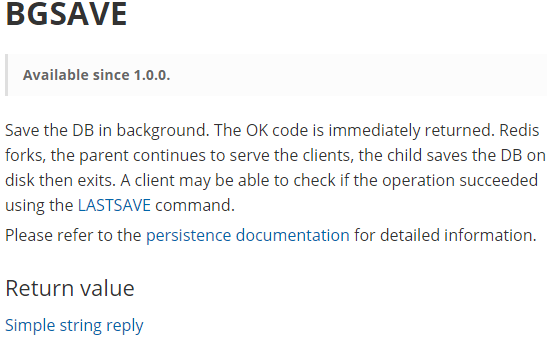 BGSAVE
Available since 1.0.0.
Save the DB in background. The OK code is immediately returned. Redis
forks, the parent continues to serve the clients, the child saves the DB on
disk then exits. A client may be able to check if the operation succeeded
using the LASTSAVE command.
Please refer to the persistence documentation for detailed information.
Return value
Simple string reply